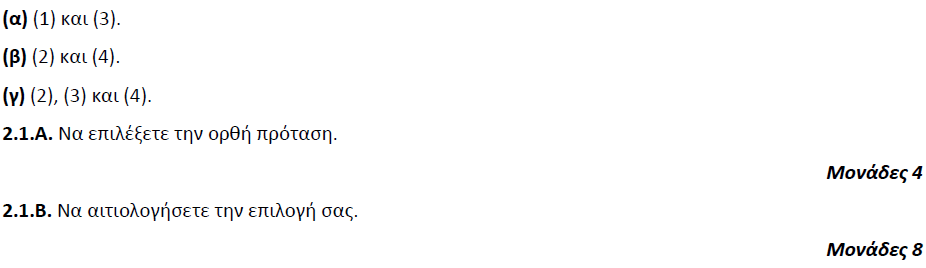 (α) (1) και (3).
(β) (2) και (4).
(γ) (2), (3) και (4).
2.1.Α. Να επιλέξετε την ορθή πρόταση.
Μονάδες 4
2.1.Β. Να αιτιολογήσετε την επιλογή σας.
Μονάδες 8